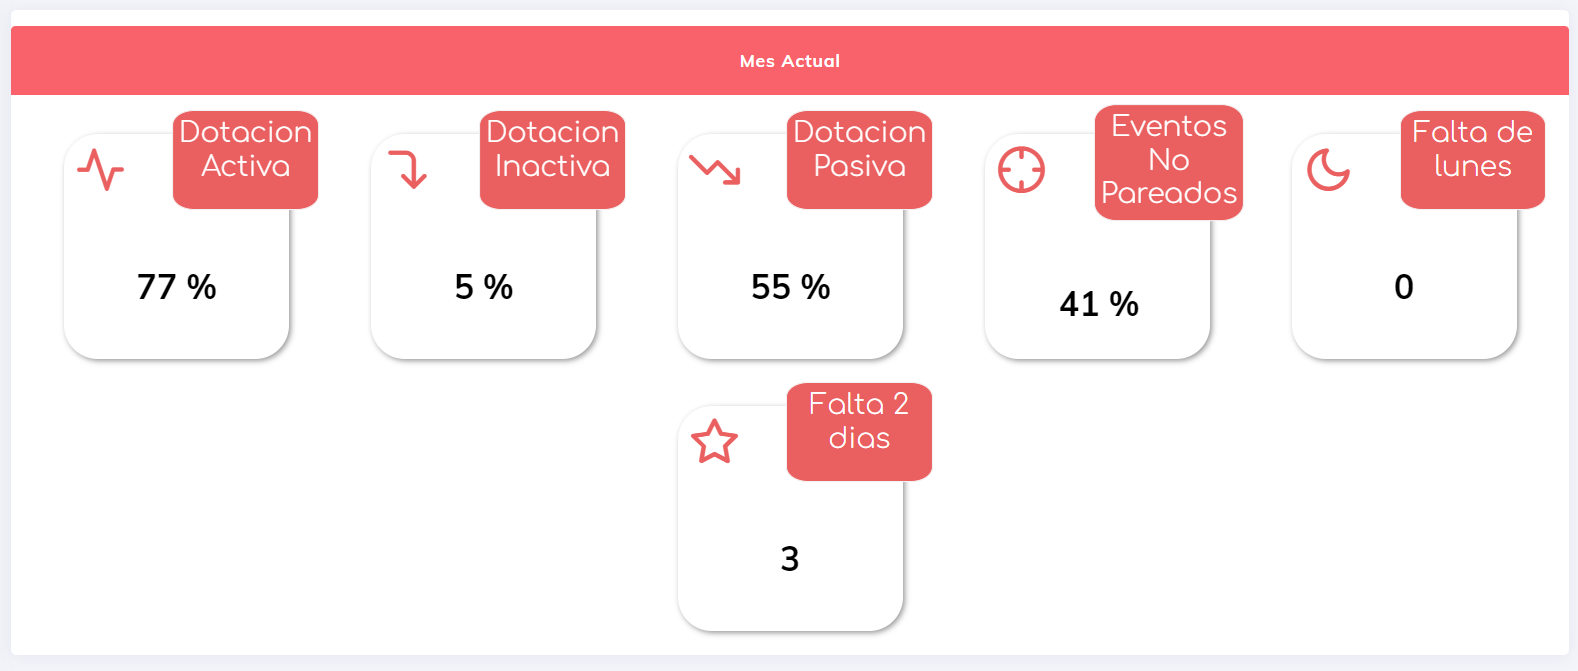 Mes Actual
Dotacion
Activa
77 %
Dotacion
Inactiva
5 %
Dotacion
Pasiva
55 %
Eventos
No
Pareados
41 %
Falta de
lunes
0
Falta 2
dias
3